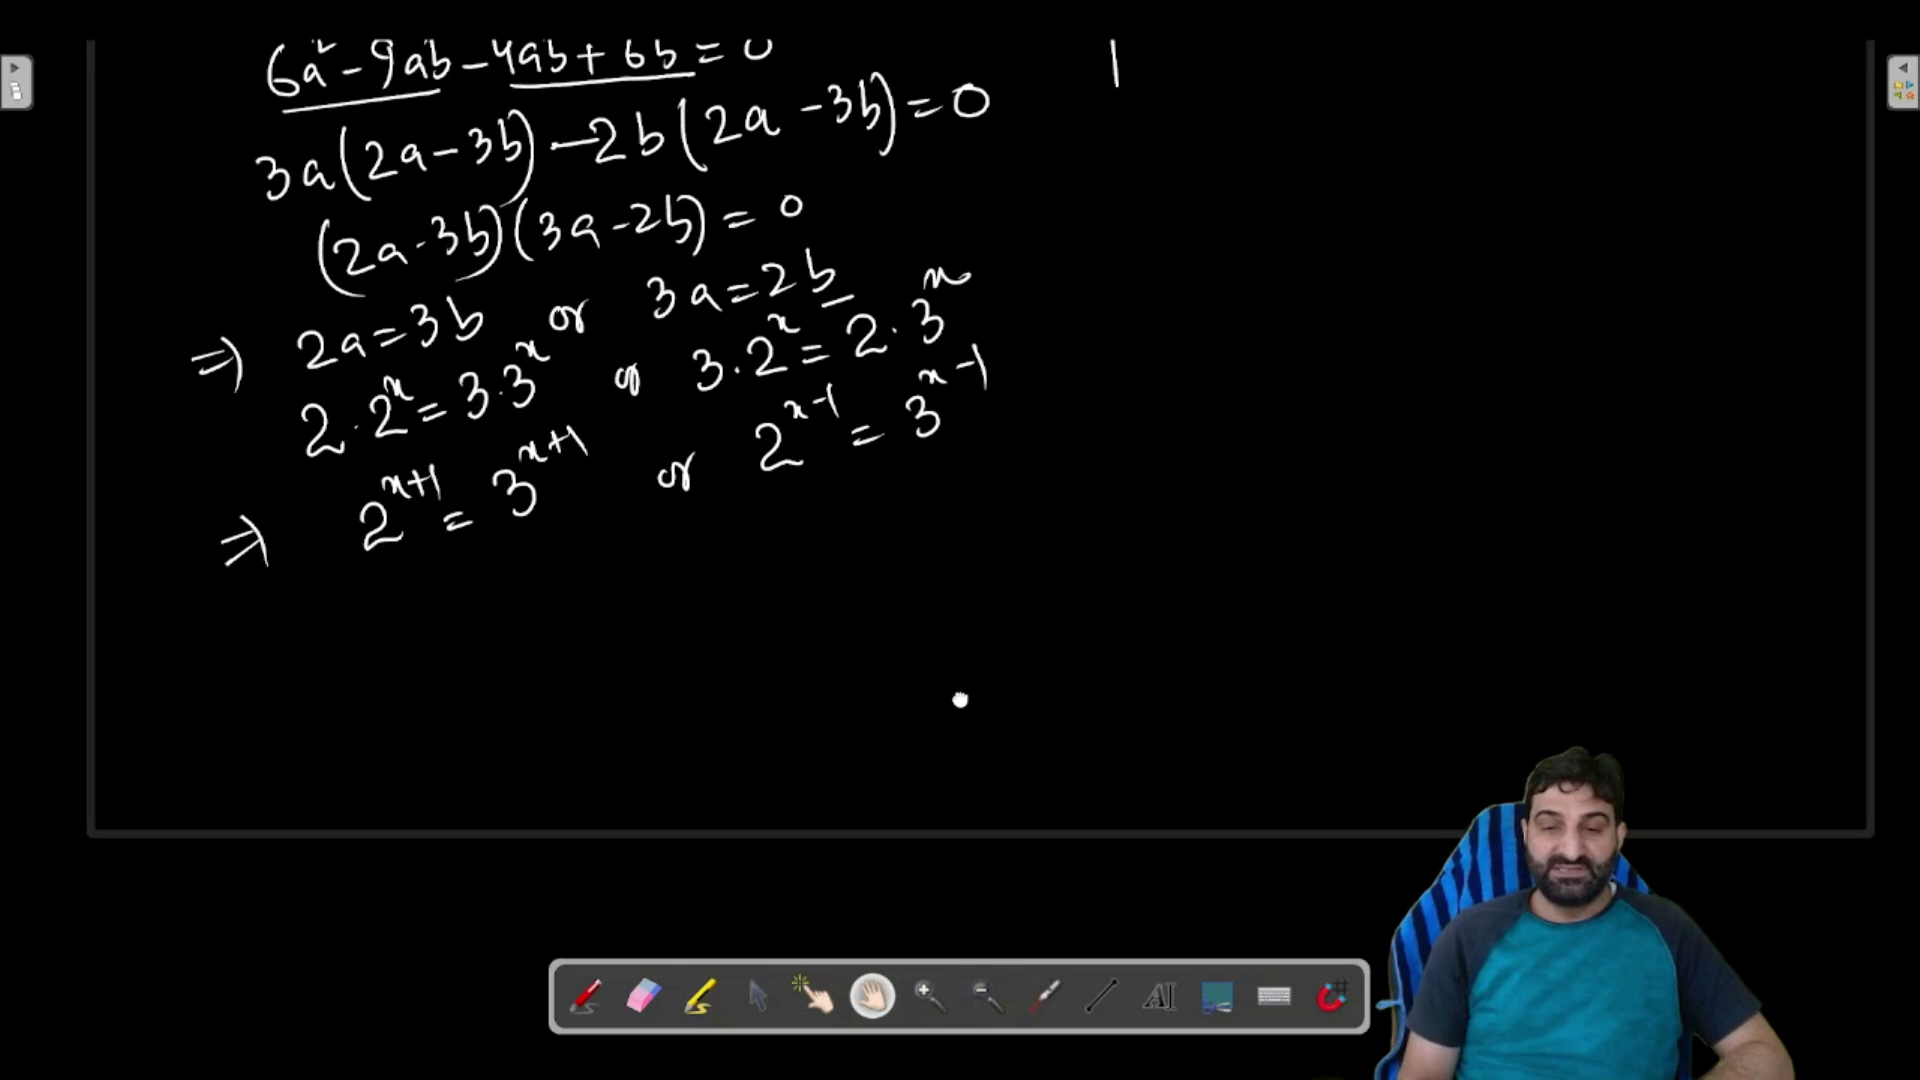 6a² - 9ab - 4ab + 6b = 0
3a(2a - 3b) - 2b(2a - 3b) = 0
(2a - 3b)(3a - 2b) = 0
⇒ 2a = 3b or 3a = 2b
2·2ˣ = 3·3ˣ or 3·2ˣ = 2·3ˣ
⇒ 2ˣ⁺¹ = 3ˣ⁺¹ or 2ˣ⁻¹ = 3ˣ⁻¹
AI